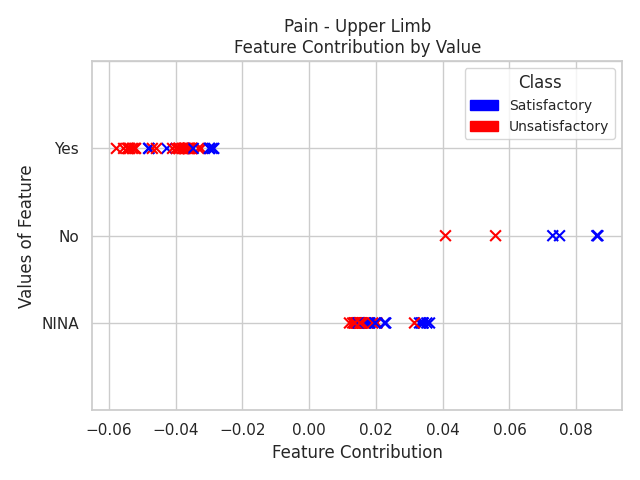 Pain - Upper Limb
Feature Contribution by Value
Class
Satisfactory
Unsatisfactory
Values of Feature
Yes
No
NINA
−0.06 −0.04 −0.02 0.00 0.02 0.04 0.06 0.08
Feature Contribution